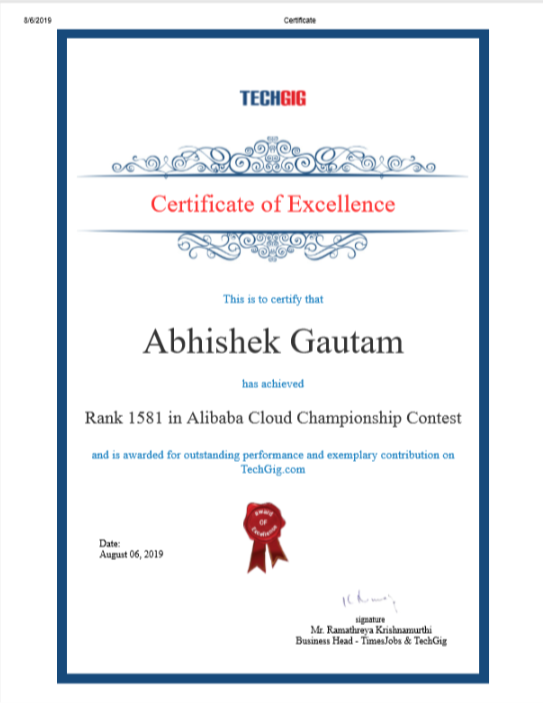 8/6/2019 Certificate
TECHGIG
Certificate of Excellence
This is to certify that
Abhishek Gautam
has achieved
Rank 1581 in Alibaba Cloud Championship Contest
and is awarded for outstanding performance and exemplary contribution on
TechGig.com
Award
OF
Excellence
Date:
August 06, 2019
signature
Mr. Ramathreya Krishnamurthi
Business Head - TimesJobs & TechGig